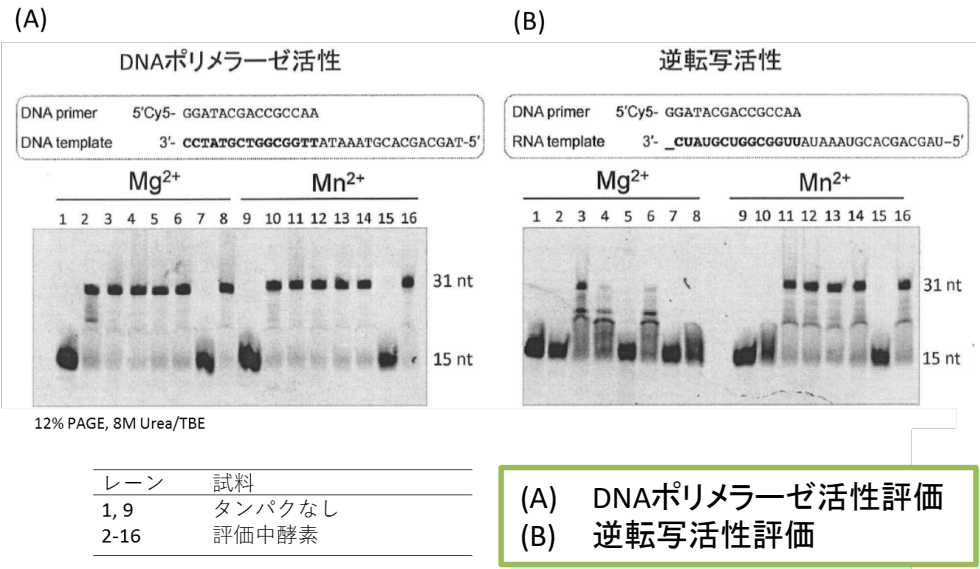 (A)
DNAポリメラーゼ活性
DNA primer 5'Cy5- GGATACGACCGCCAA
DNA template 3'- CCTATGCTGGCGGTTATAAATGCACGACGAT-5'
Mg2+ Mn2+
1 2 3 4 5 6 7 8 9 10 11 12 13 14 15 16
31 nt
15 nt
12% PAGE, 8M Urea/TBE
(B)
逆転写活性
DNA primer 5'Cy5- GGATACGACCGCCAA
RNA template 3'- _CUAUGCUGGCGGUUAUAAAUGCACGACGAU-5'
Mg2+ Mn2+
1 2 3 4 5 6 7 8 9 10 11 12 13 14 15 16
31 nt
15 nt
レーン 試料
1, 9 タンパクなし
2-16 評価中酵素
(A) DNAポリメラーゼ活性評価
(B) 逆転写活性評価